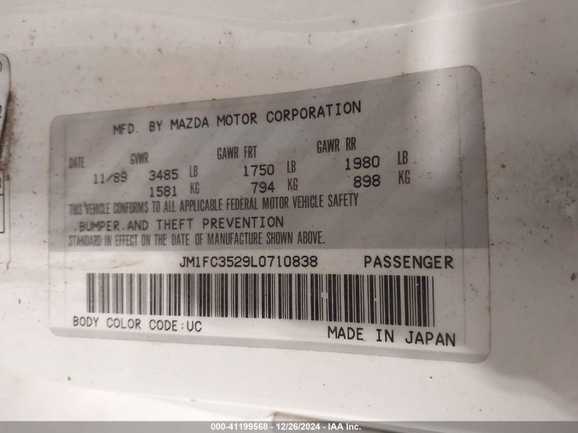 MFD. BY MAZDA MOTOR CORPORATION
DATE GVWR GAWR FRT GAWR RR
11/89 3485 LB 1750 LB 1980 LB
1581 KG 794 KG 898 KG
THIS VEHICLE CONFORMS TO ALL APPLICABLE FEDERAL MOTOR VEHICLE SAFETY
.BUMPER.AND THEFT PREVENTION
STANDARD IN EFFECT ON THE DATE OF MANUFACTURE SHOWN ABOVE.
JM1FC3529L0710838 PASSENGER
BODY COLOR CODE:UC MADE IN JAPAN
000-41199568 - 12/26/2024 - IAA Inc.